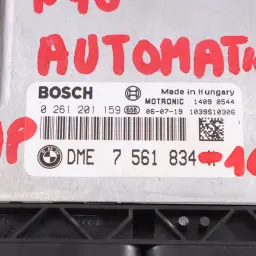 AUTOMATI
BOSCH
Made in Hungary
MOTRONIC 1409 0544
0 261 201 159 658 06-07-19 1039S10306
DME 7 561 834